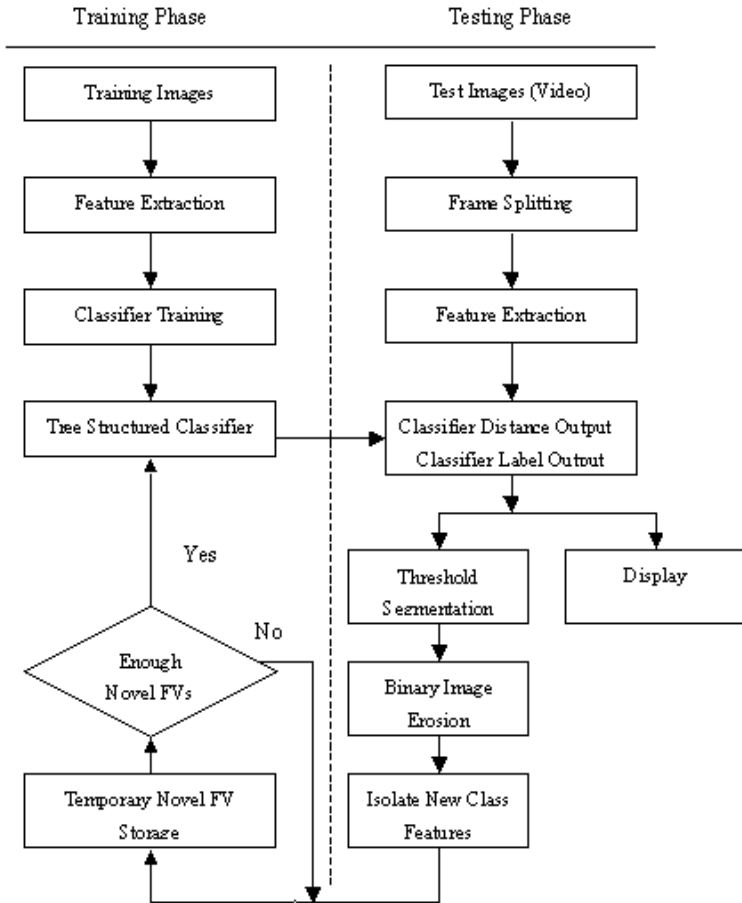 Training Phase
Testing Phase
Training Images
Feature Extraction
Classifier Training
Tree Structured Classifier
Yes
No
Enough
Novel FVs
Temporary Novel FV
Storage
Test Images (Video)
Frame Splitting
Feature Extraction
Classifier Distance Output
Classifier Label Output
Threshold
Segmentation
Display
Binary Image
Erosion
Isolate New Class
Features